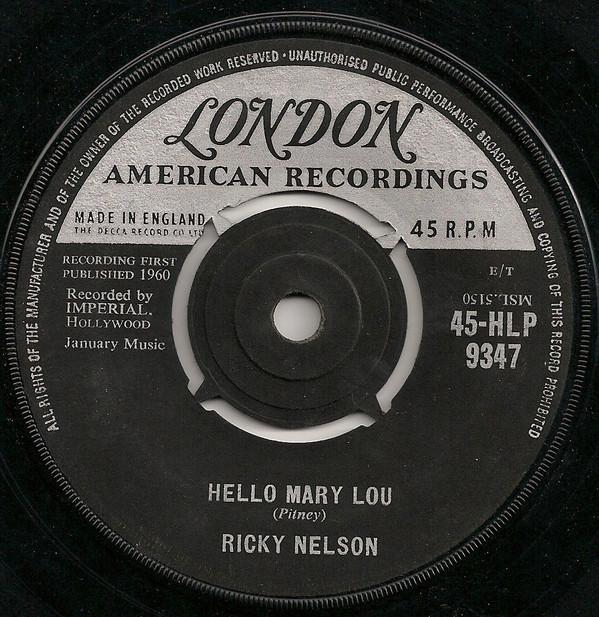 ALL RIGHTS OF THE MANUFACTURER AND OF THE OWNER OF THE RECORDED WORK RESERVED · UNAUTHORISED PUBLIC PERFORMANCE BROADCASTING AND COPYING OF THIS RECORD PROHIBITED
LONDON
AMERICAN RECORDINGS
MADE IN ENGLAND
THE DECCA RECORD CO LTD
45 R.P.M
RECORDING FIRST
PUBLISHED 1960
E/T
Recorded by
IMPERIAL.
HOLLYWOOD
MSL.5150
January Music
45-HLP
9347
HELLO MARY LOU
(Pitney)
RICKY NELSON